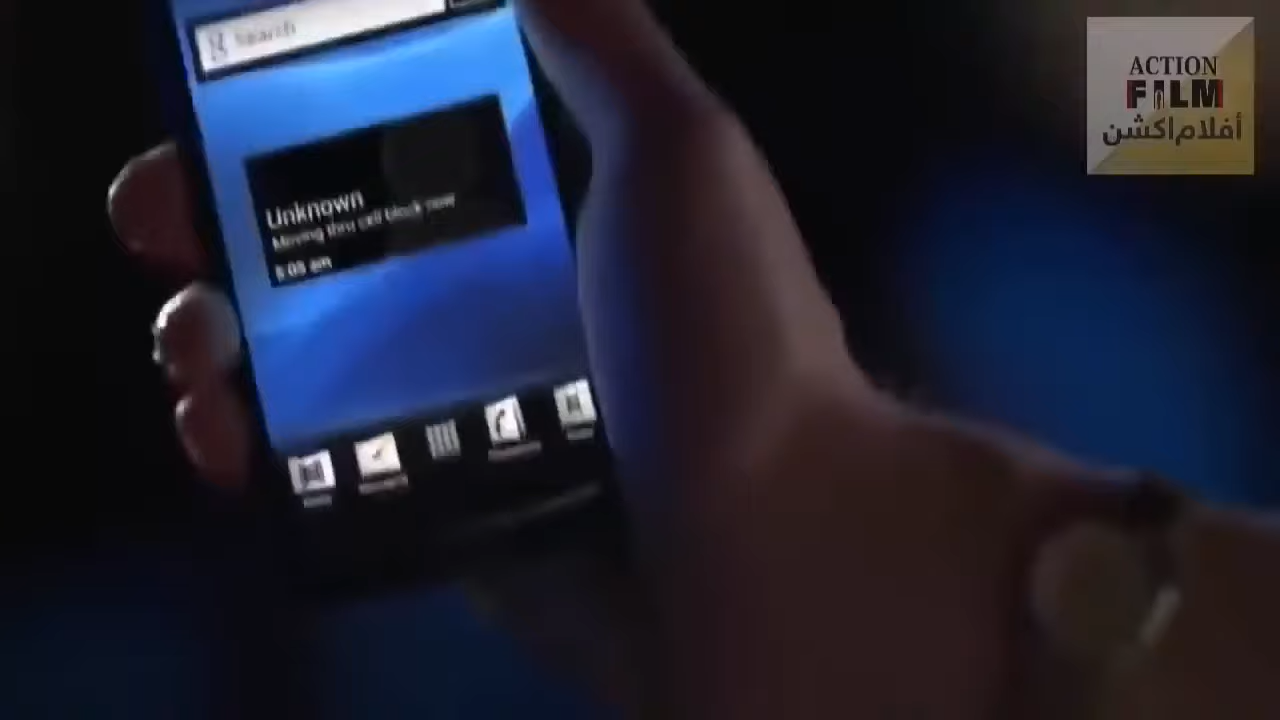 Search
Unknown
Moving thru cell block now
ACTION
FILM
أفلام اكشن